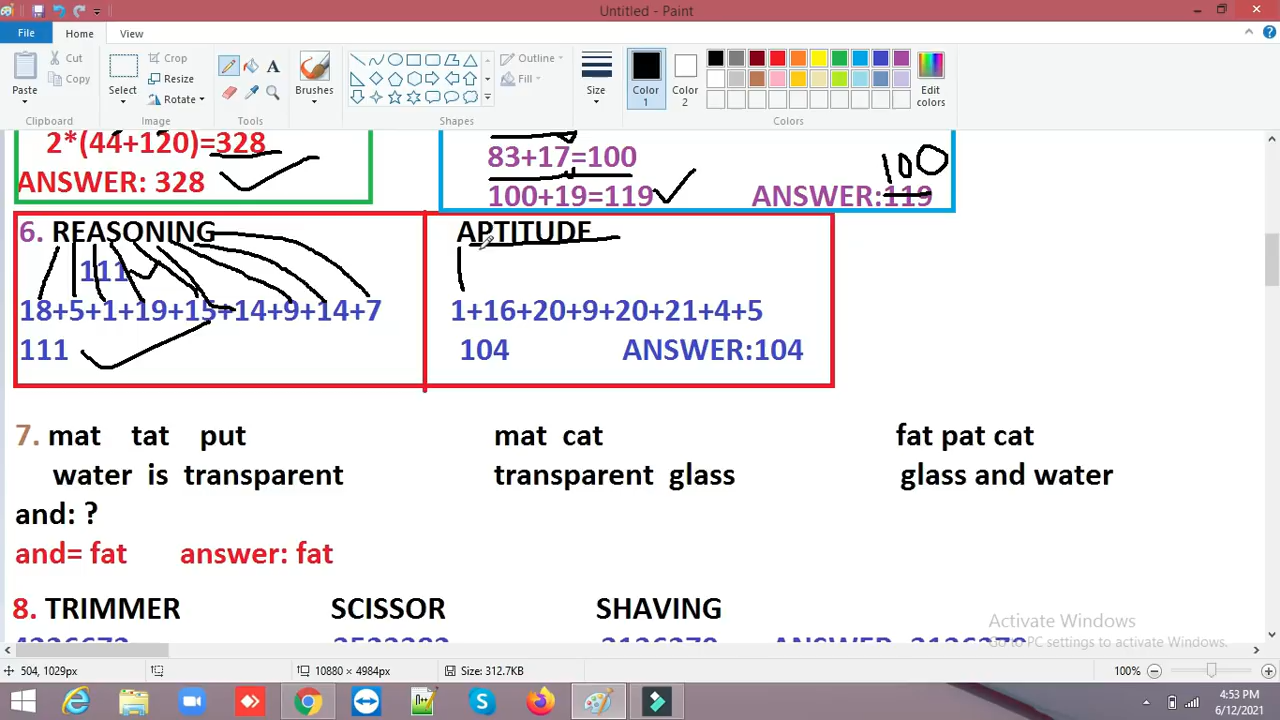 Untitled - Paint
File Home View
Paste Cut Copy Clipboard
Select Crop Resize Rotate Image
Tools
Brushes
Shapes Outline Fill
Size
Color 1 Color 2 Edit colors Colors
2*(44+120)=328
ANSWER: 328
83+17=100
100+19=119 ANSWER:119
100
6. REASONING APTITUDE
111
18+5+1+19+15+14+9+14+7 1+16+20+9+20+21+4+5
111 104 ANSWER:104
7. mat tat put mat cat fat pat cat
water is transparent transparent glass glass and water
and: ?
and= fat answer: fat
8. TRIMMER SCISSOR SHAVING
Activate Windows
Go to PC settings to activate Windows.
504, 1029px 10880 × 4984px Size: 312.7KB 100%
4:53 PM
6/12/2021